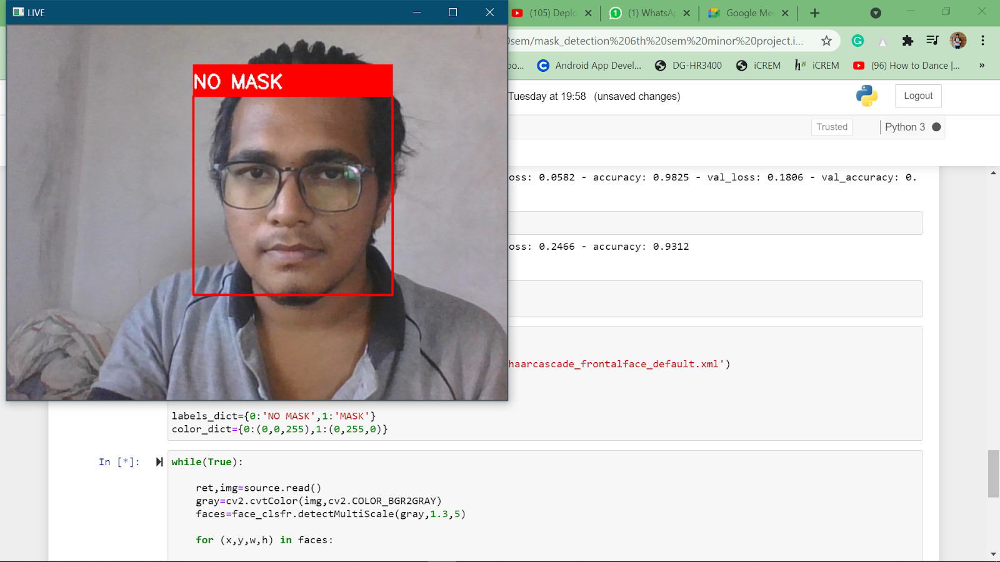 LIVE
(105) Deplo
(1) WhatsAp
Google Me
0sem/mask_detection%206th%20sem%20minor%20project.i...
oo...
Android App Devel...
DG-HR3400
iCREM
iCREM
(96) How to Dance |...
»
NO MASK
Tuesday at 19:58 (unsaved changes)
Logout
Trusted
Python 3
oss: 0.0582 - accuracy: 0.9825 - val_loss: 0.1806 - val_accuracy: 0.
oss: 0.2466 - accuracy: 0.9312
haarcascade_frontalface_default.xml')
labels_dict={0:'NO MASK',1:'MASK'}
color_dict={0:(0,0,255),1:(0,255,0)}
In [*]:
while(True):
ret,img=source.read()
gray=cv2.cvtColor(img,cv2.COLOR_BGR2GRAY)
faces=face_clsfr.detectMultiScale(gray,1.3,5)
for (x,y,w,h) in faces: